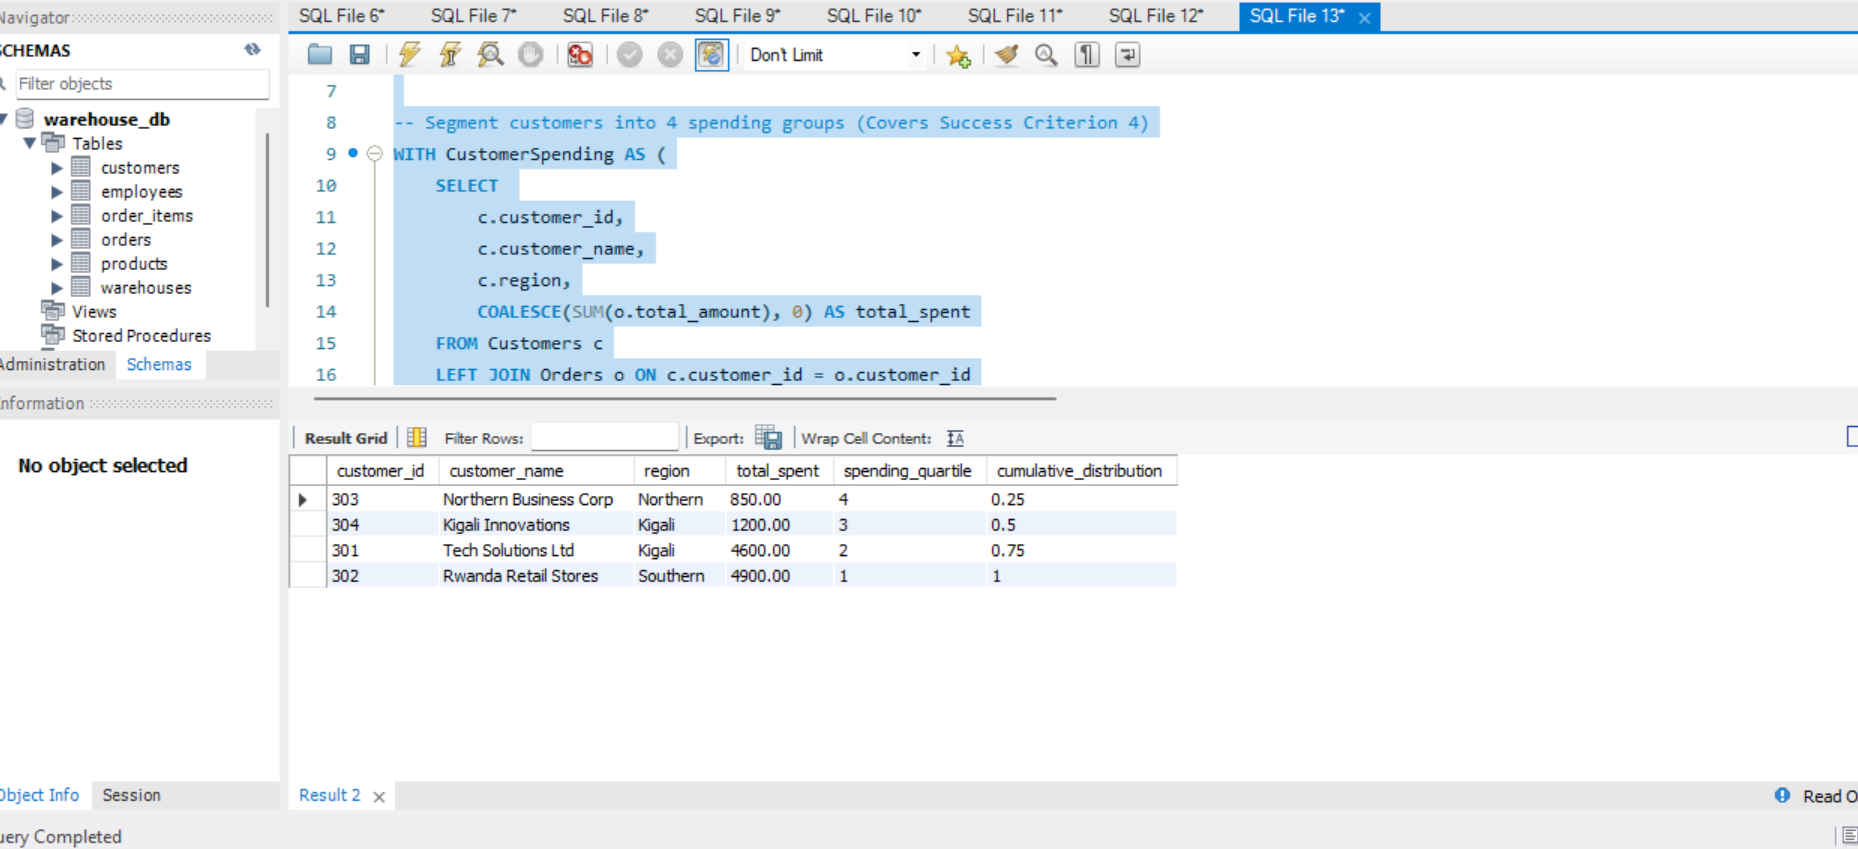 Navigator
SQL File 6* SQL File 7* SQL File 8* SQL File 9* SQL File 10* SQL File 11* SQL File 12* SQL File 13*
SCHEMAS
Don't Limit
Filter objects
warehouse_db
Tables
customers
employees
order_items
orders
products
warehouses
Views
Stored Procedures
Administration Schemas
7
8 -- Segment customers into 4 spending groups (Covers Success Criterion 4)
9 WITH CustomerSpending AS (
10 SELECT
11 c.customer_id,
12 c.customer_name,
13 c.region,
14 COALESCE(SUM(o.total_amount), 0) AS total_spent
15 FROM Customers c
16 LEFT JOIN Orders o ON c.customer_id = o.customer_id
Information
No object selected
Result Grid Filter Rows: Export: Wrap Cell Content:
customer_id customer_name region total_spent spending_quartile cumulative_distribution
303 Northern Business Corp Northern 850.00 4 0.25
304 Kigali Innovations Kigali 1200.00 3 0.5
301 Tech Solutions Ltd Kigali 4600.00 2 0.75
302 Rwanda Retail Stores Southern 4900.00 1 1
Object Info Session
Result 2
Read O
uery Completed